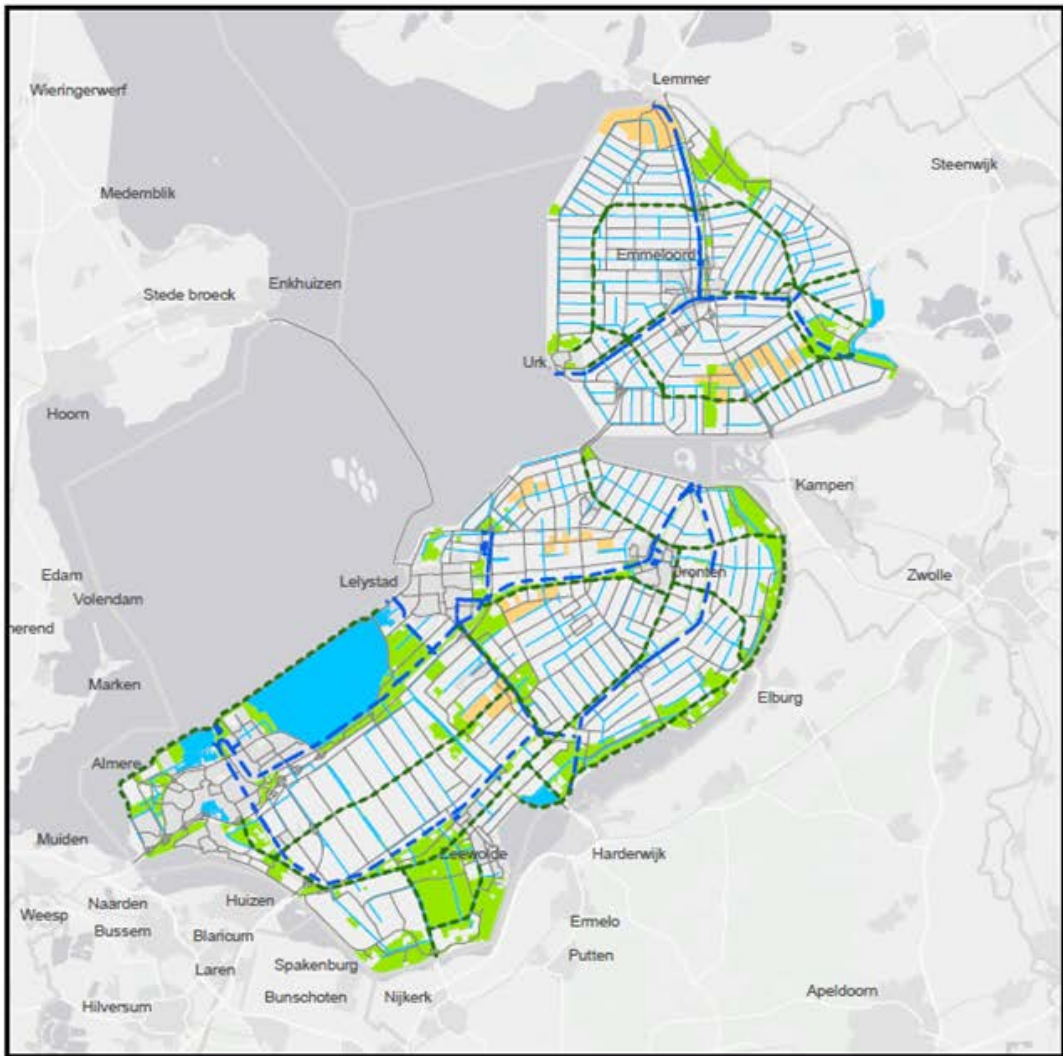 Lemmer
Wieringerwerf
Steenwijk
Medemblik
Emmeloord
Enkhuizen
Stede broeck
Urk
Hoorn
Kampen
Edam
Lelystad
Dronten
Zwolle
Volendam
nerend
Marken
Elburg
Almere
Muiden
Zeewolde
Harderwijk
Naarden
Huizen
Weesp
Ermelo
Bussem
Blaricum
Putten
Laren
Spakenburg
Apeldoorn
Bunschoten
Nijkerk
Hilversum